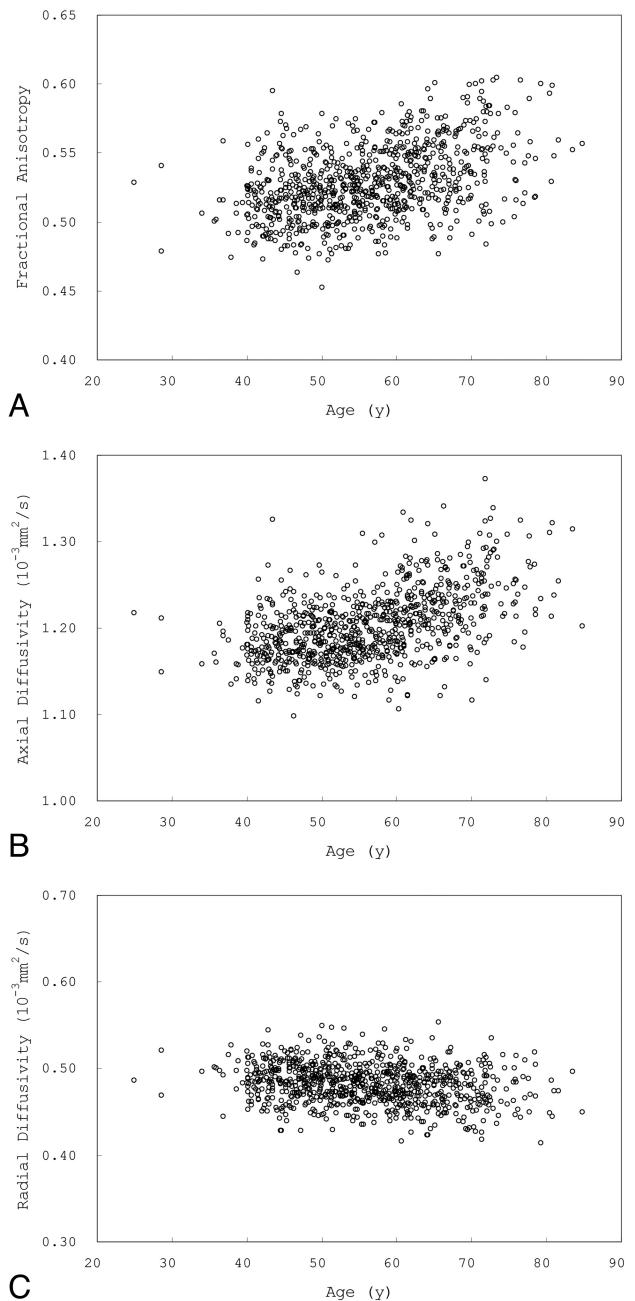 0.65
0.60
0.55
0.50
0.45
0.40
Fractional Anisotropy
20 30 40 50 60 70 80 90
Age (y)
A
1.40
1.30
1.20
1.10
1.00
Axial Diffusivity (10⁻³mm²/s)
20 30 40 50 60 70 80 90
Age (y)
B
0.70
0.60
0.50
0.40
0.30
Radial Diffusivity (10⁻³mm²/s)
20 30 40 50 60 70 80 90
Age (y)
C